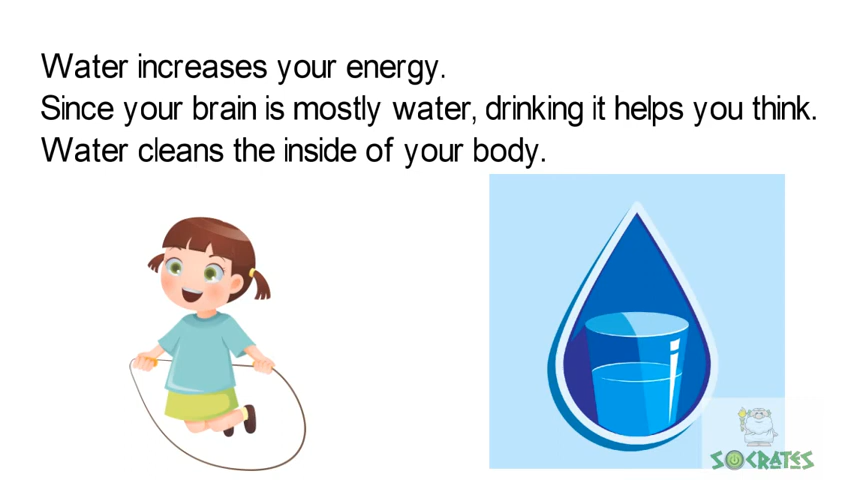 Water increases your energy.
Since your brain is mostly water, drinking it helps you think.
Water cleans the inside of your body.
SOCRATES